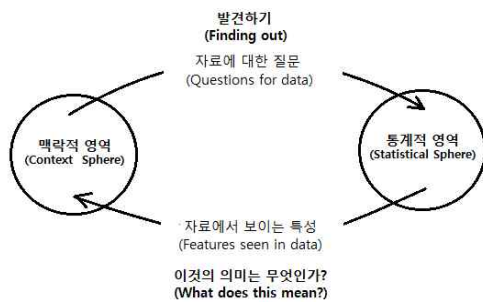 발견하기
(Finding out)
자료에 대한 질문
(Questions for data)
맥락적 영역
(Context Sphere)
통계적 영역
(Statistical Sphere)
자료에서 보이는 특성
(Features seen in data)
이것의 의미는 무엇인가?
(What does this mean?)